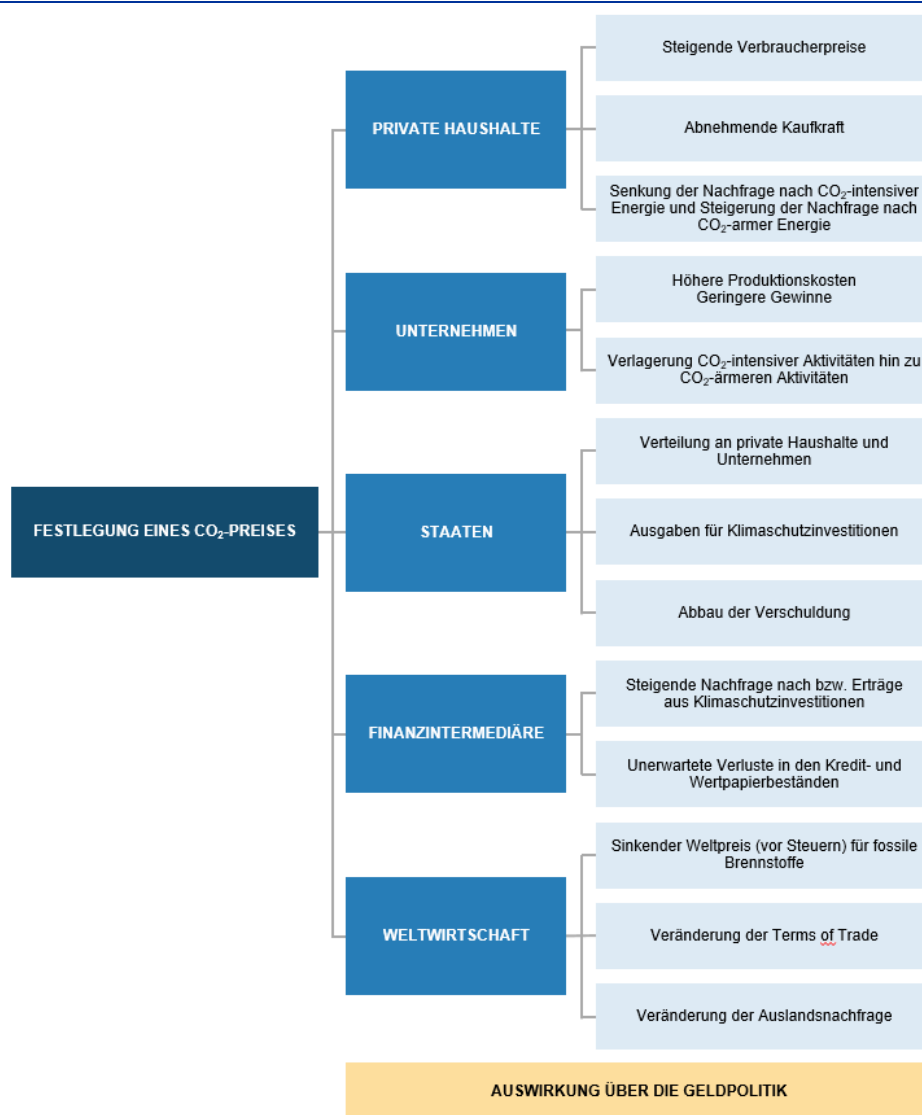 FESTLEGUNG EINES CO₂-PREISES
PRIVATE HAUSHALTE
Steigende Verbraucherpreise
Abnehmende Kaufkraft
Senkung der Nachfrage nach CO₂-intensiver
Energie und Steigerung der Nachfrage nach
CO₂-armer Energie
UNTERNEHMEN
Höhere Produktionskosten
Geringere Gewinne
Verlagerung CO₂-intensiver Aktivitäten hin zu
CO₂-ärmeren Aktivitäten
STAATEN
Verteilung an private Haushalte und
Unternehmen
Ausgaben für Klimaschutzinvestitionen
Abbau der Verschuldung
FINANZINTERMEDIÄRE
Steigende Nachfrage nach bzw. Erträge
aus Klimaschutzinvestitionen
Unerwartete Verluste in den Kredit- und
Wertpapierbeständen
WELTWIRTSCHAFT
Sinkender Weltpreis (vor Steuern) für fossile
Brennstoffe
Veränderung der Terms of Trade
Veränderung der Auslandsnachfrage
AUSWIRKUNG ÜBER DIE GELDPOLITIK